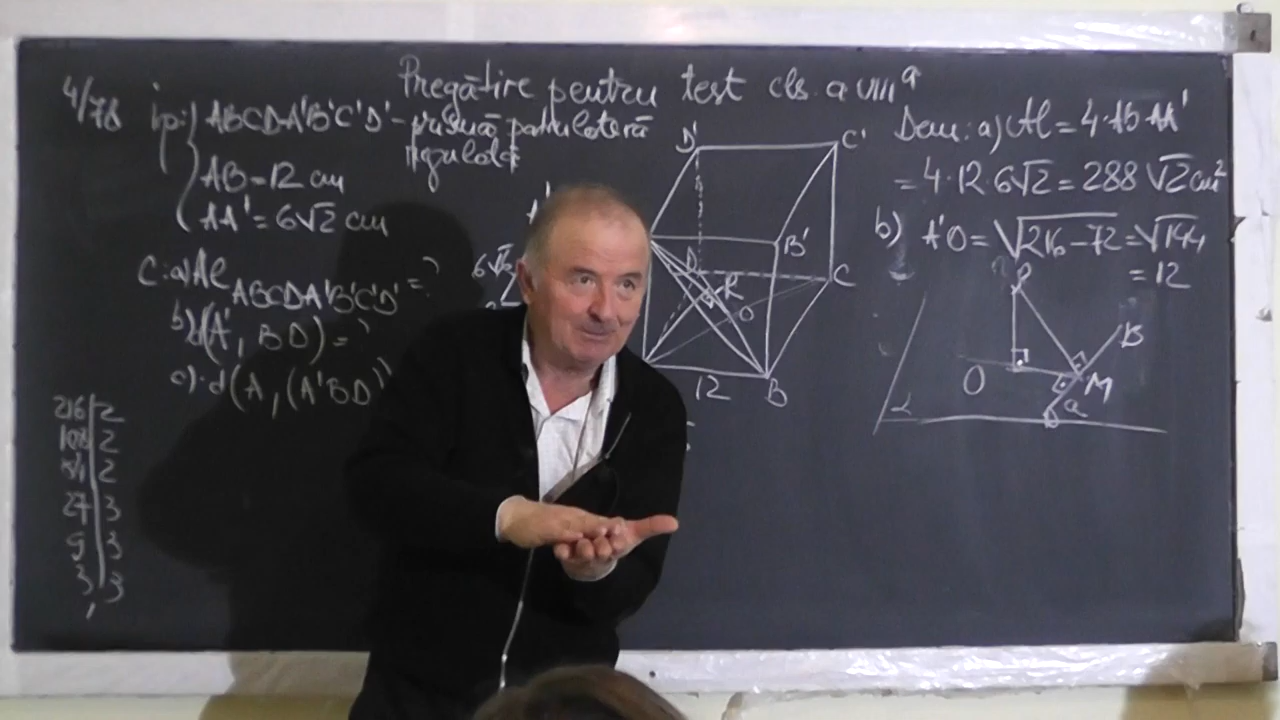 Pregătire pentru test cls. a VIIIª
4/78
ip: ABCDA'B'C'D' - prismă patrulateră
regulată
AB = 12 cm
AA' = 6√2 cm
C: a) Al ABCDA'B'C'D' = ?
b) d(A', BD) = ?
c) d(A, (A'BD))
216 | 2
108 | 2
54 | 2
27 | 3
9 | 3
3 | 3
1
6√2
D'
C'
B'
D
C
R
O
12
B
Dem: a) Al = 4·AB·AA'
= 4·12·6√2 = 288√2 cm²
b) A'O = √216-72 = √144
= 12
P
B
O
M
a
α